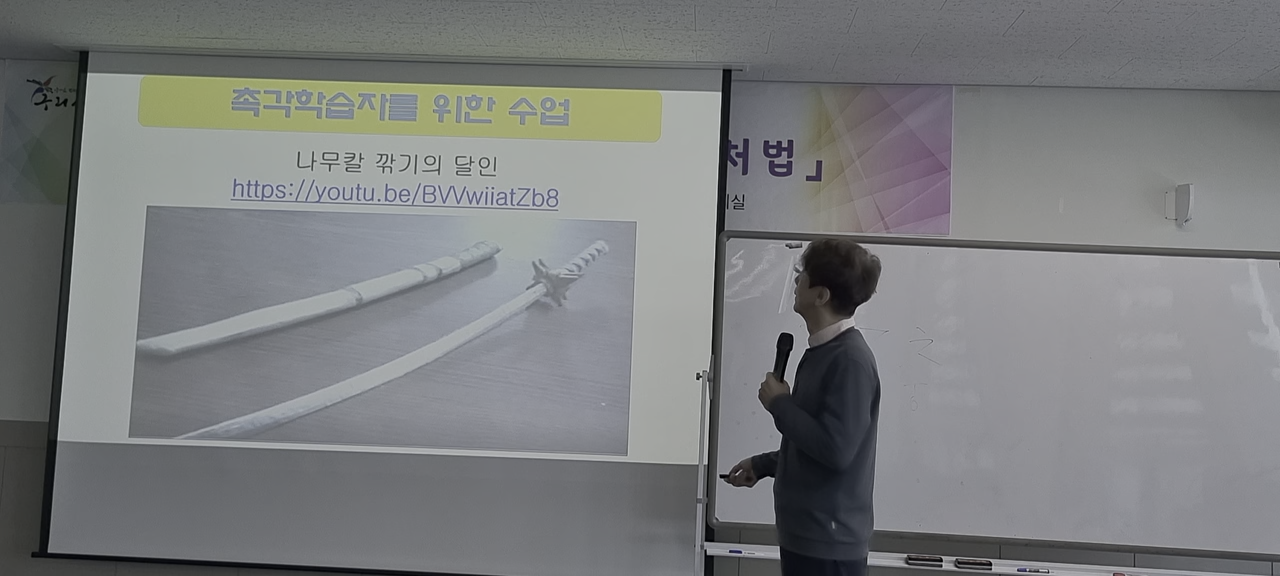 촉각학습자를 위한 수업
나무칼 깎기의 달인
https://youtu.be/BVVwiiatZb8
처 법」
실